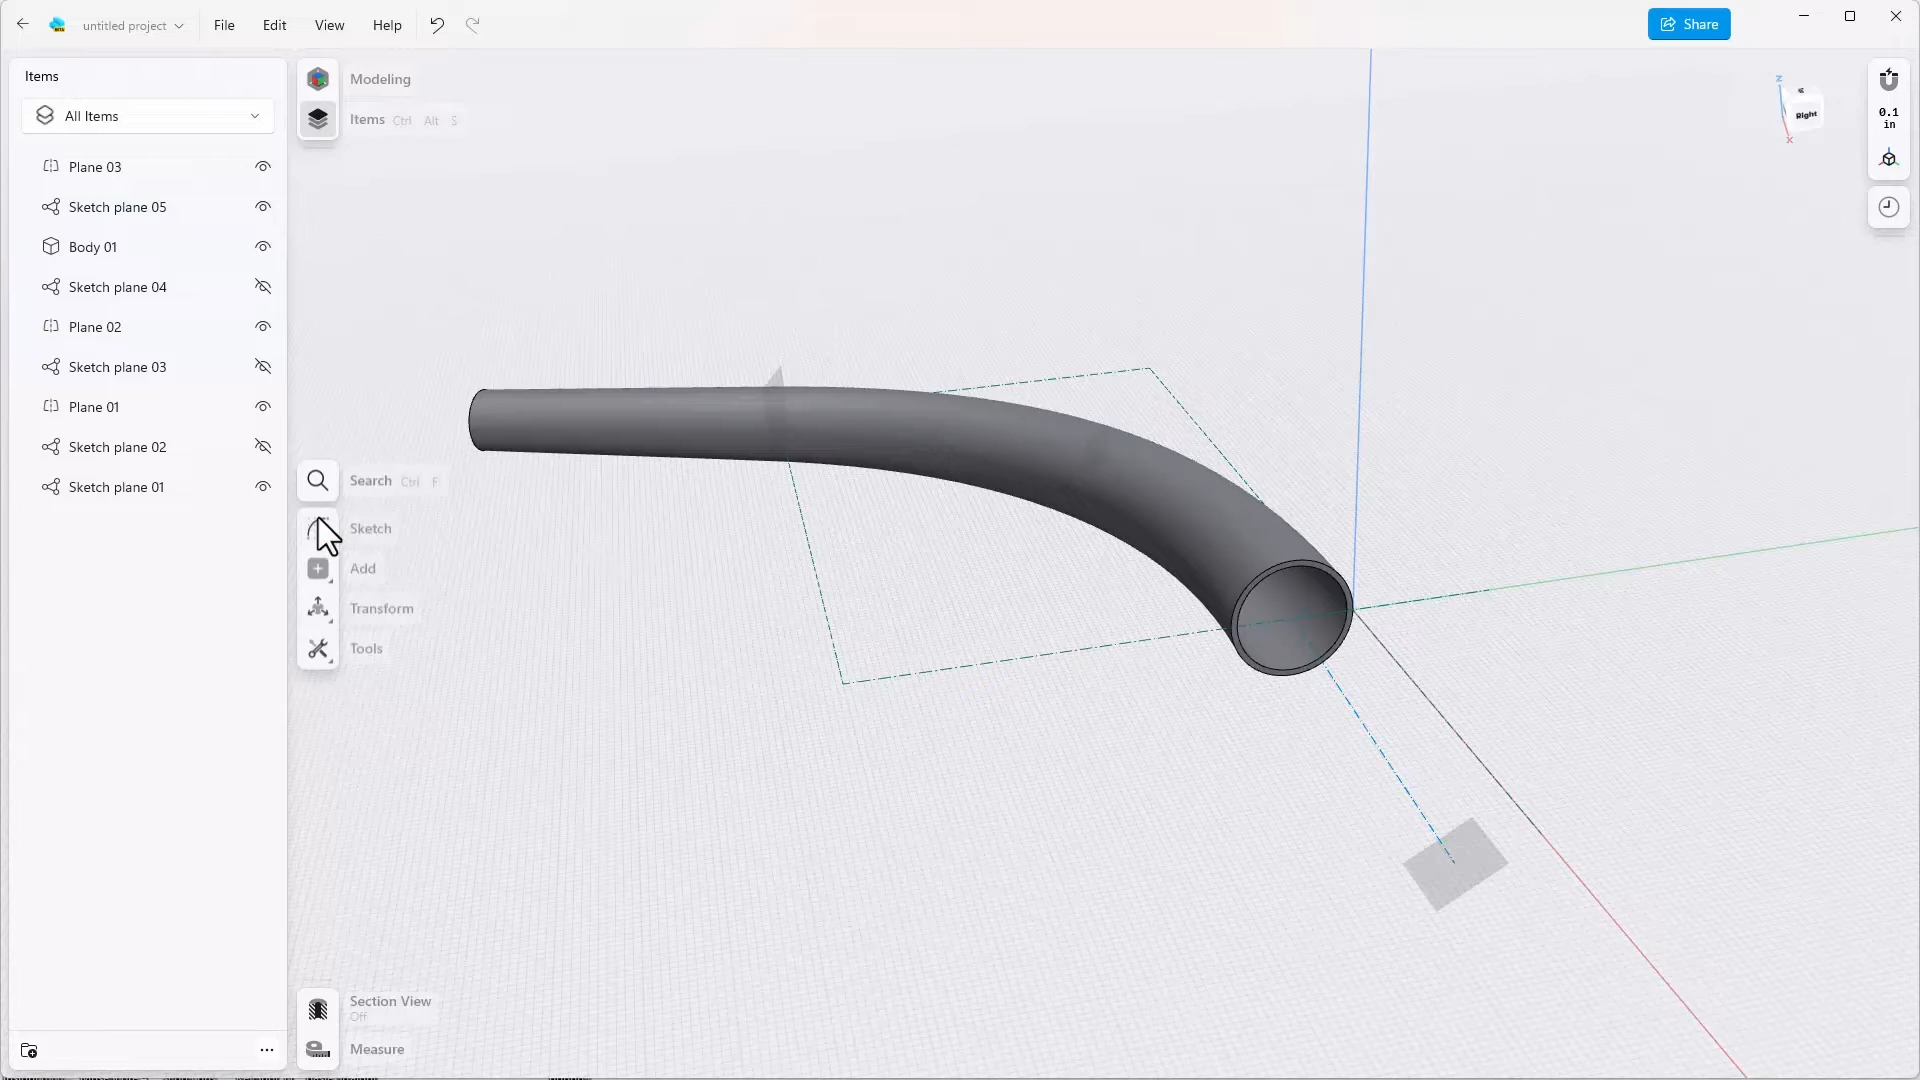 untitled project
File
Edit
View
Help
Share
Items
All Items
Plane 03
Sketch plane 05
Body 01
Sketch plane 04
Plane 02
Sketch plane 03
Plane 01
Sketch plane 02
Sketch plane 01
Modeling
Items Ctrl Alt S
Search Ctrl F
Sketch
Add
Transform
Tools
Section View
Off
Measure
Z
Right
X
0.1
in